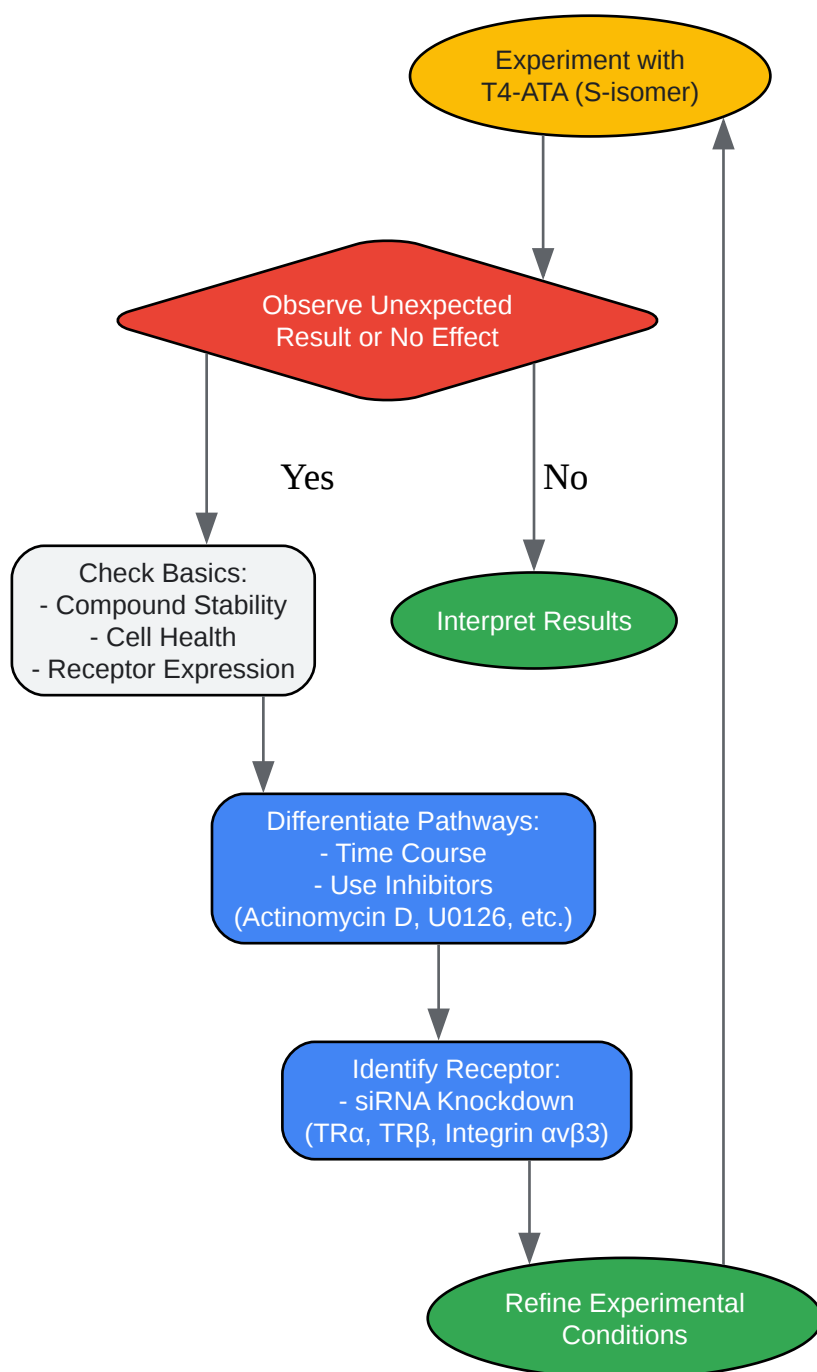 Experiment with
T4-ATA (S-isomer)
Observe Unexpected
Result or No Effect
Yes
No
Check Basics:
- Compound Stability
- Cell Health
- Receptor Expression
Interpret Results
Differentiate Pathways:
- Time Course
- Use Inhibitors
(Actinomycin D, U0126, etc.)
Identify Receptor:
- siRNA Knockdown
(TRα, TRβ, Integrin αvβ3)
Refine Experimental
Conditions